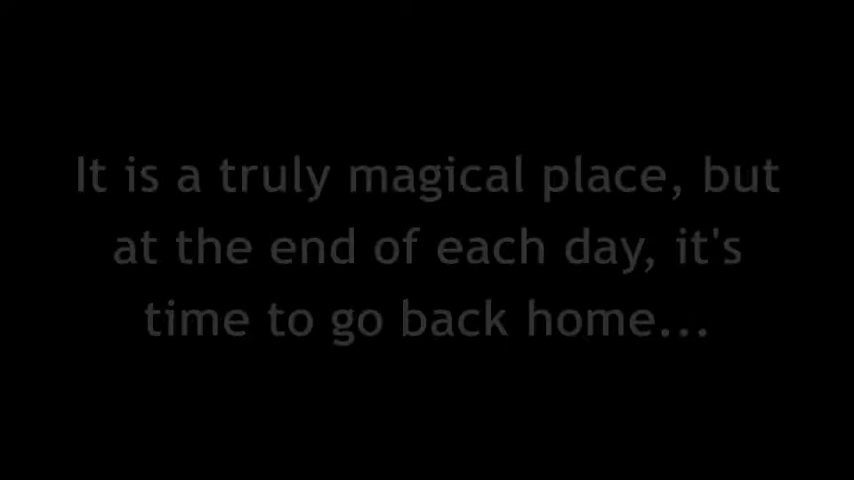 It is a truly magical place, but
at the end of each day, it's
time to go back home...